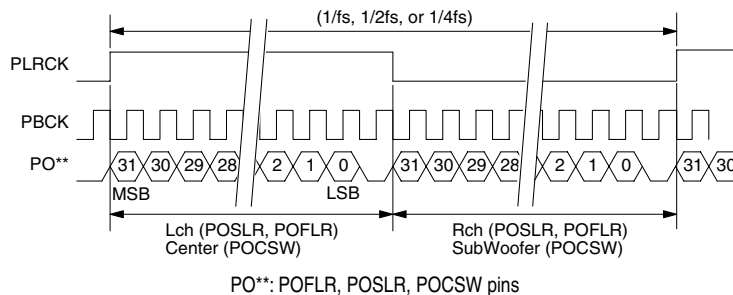 (1/fs, 1/2fs, or 1/4fs)
PLRCK
PBCK
PO** 31 30 29 28 2 1 0 31 30 29 28 2 1 0 31 30
MSB LSB
Lch (POSLR, POFLR) Rch (POSLR, POFLR)
Center (POCSW) SubWoofer (POCSW)
PO**: POFLR, POSLR, POCSW pins